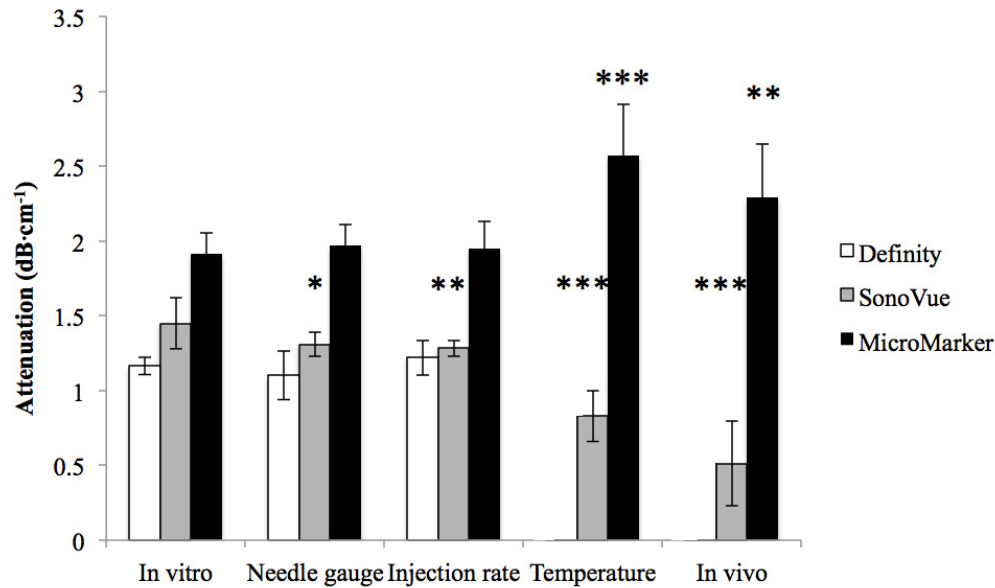 3.5
3
2.5
2
1.5
1
0.5
0
Attenuation (dB·cm⁻¹)
***
**
*
**
***
***
Definity
SonoVue
MicroMarker
In vitro Needle gauge Injection rate Temperature In vivo